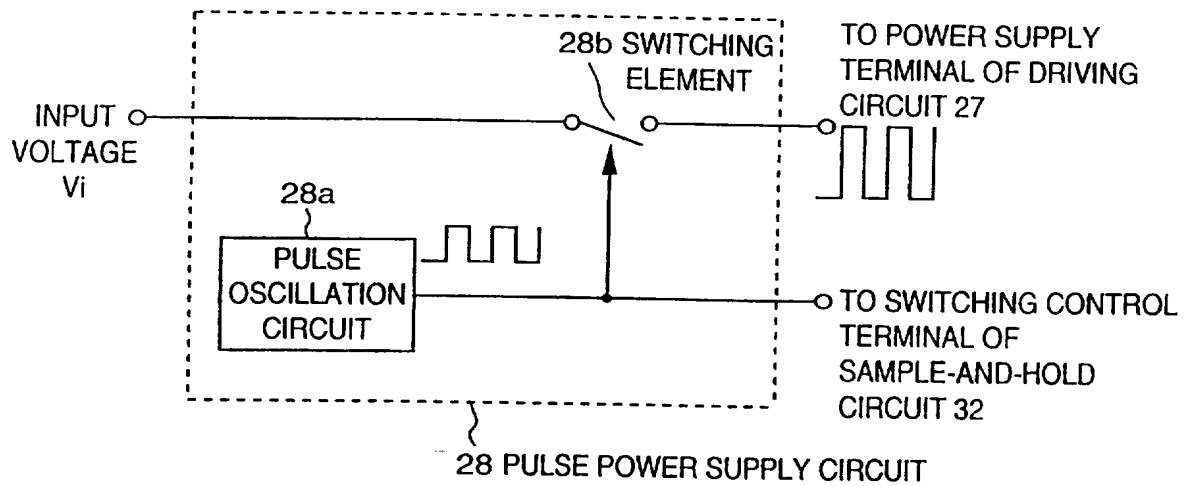 28b SWITCHING
ELEMENT
TO POWER SUPPLY
TERMINAL OF DRIVING
CIRCUIT 27
INPUT
VOLTAGE
Vi
28a
PULSE
OSCILLATION
CIRCUIT
TO SWITCHING CONTROL
TERMINAL OF
SAMPLE-AND-HOLD
CIRCUIT 32
28 PULSE POWER SUPPLY CIRCUIT